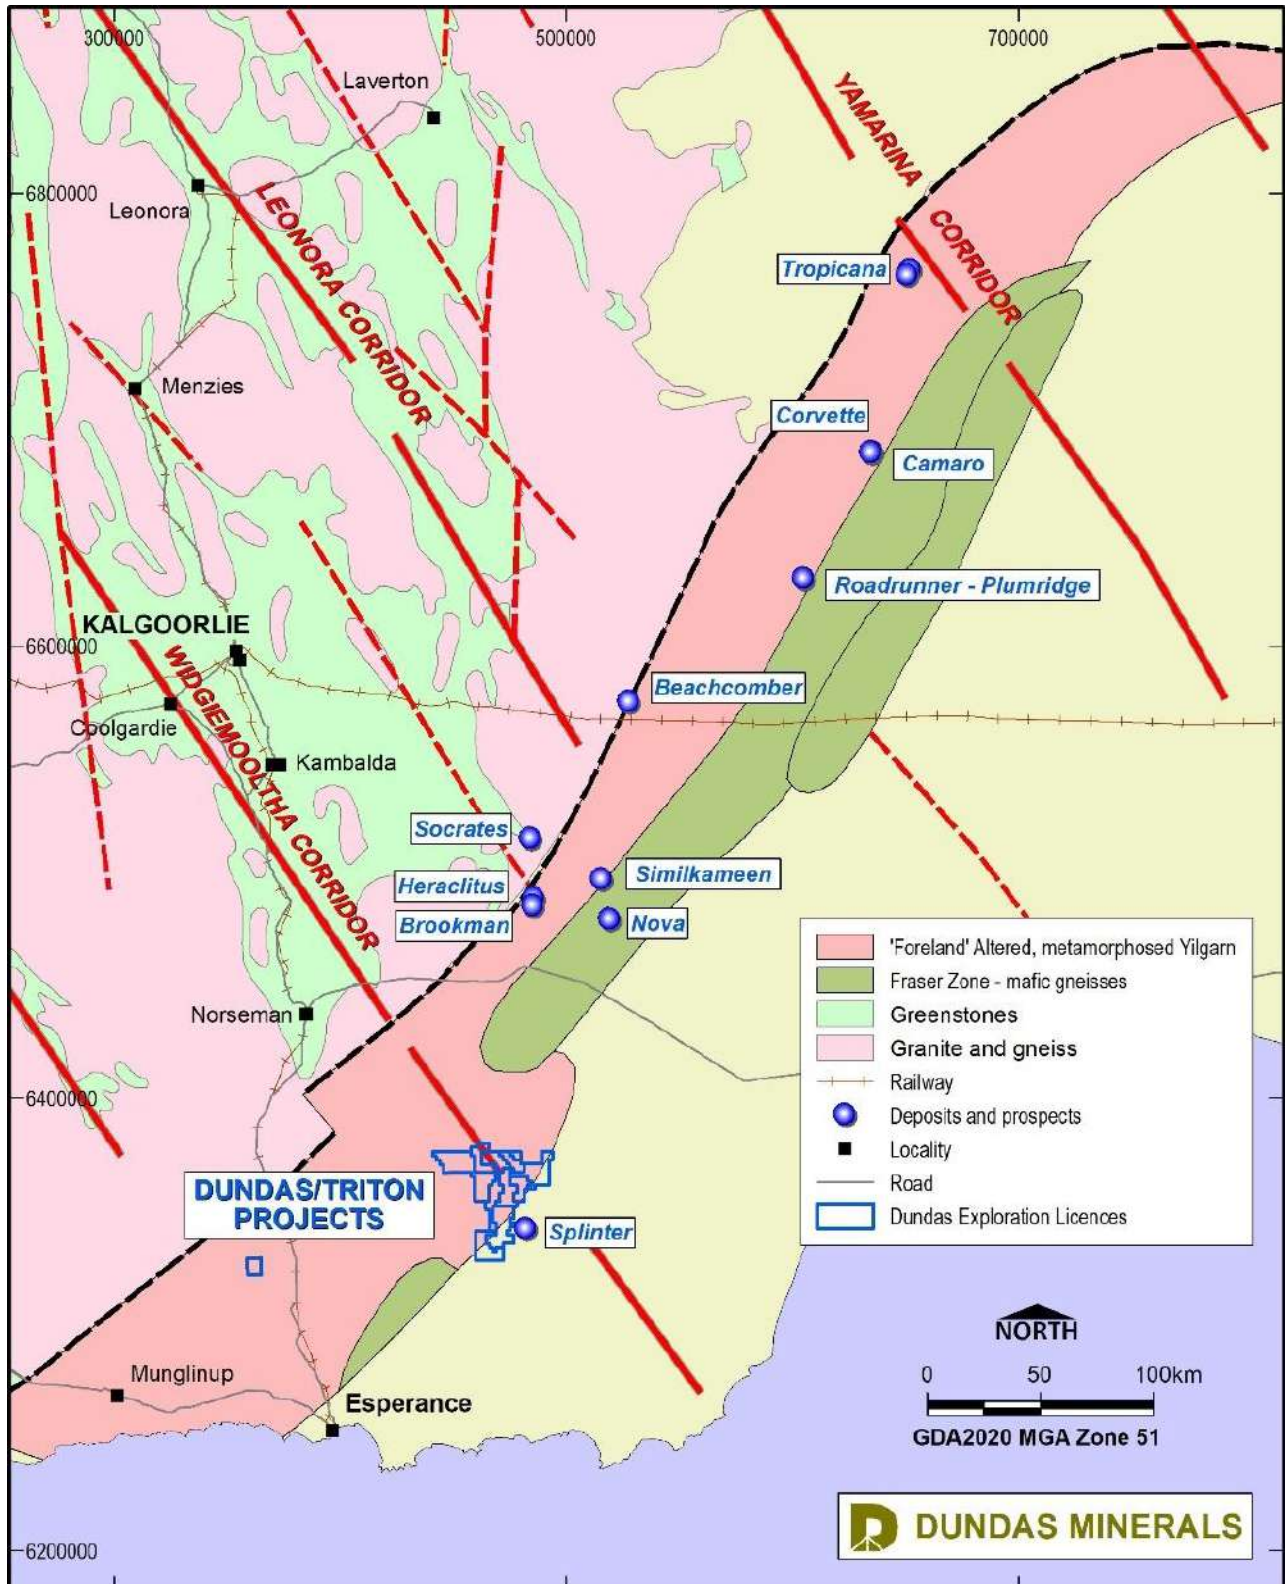 300000
500000
700000
Laverton
YAMARINA
CORRIDOR
6800000
Leonora
LEONORA CORRIDOR
Tropicana
Menzies
Corvette
Camaro
Roadrunner - Plumridge
KALGOORLIE
6600000
WIDGIEMOOLTHA CORRIDOR
Beachcomber
Coolgardie
Kambalda
Socrates
Heraclitus
Similkameen
Brookman
Nova
Norseman
'Foreland' Altered, metamorphosed Yilgarn
Fraser Zone - mafic gneisses
Greenstones
Granite and gneiss
Railway
Deposits and prospects
Locality
Road
Dundas Exploration Licences
6400000
DUNDAS/TRITON
PROJECTS
Splinter
NORTH
Munglinup
Esperance
0 50 100km
GDA2020 MGA Zone 51
DUNDAS MINERALS
6200000